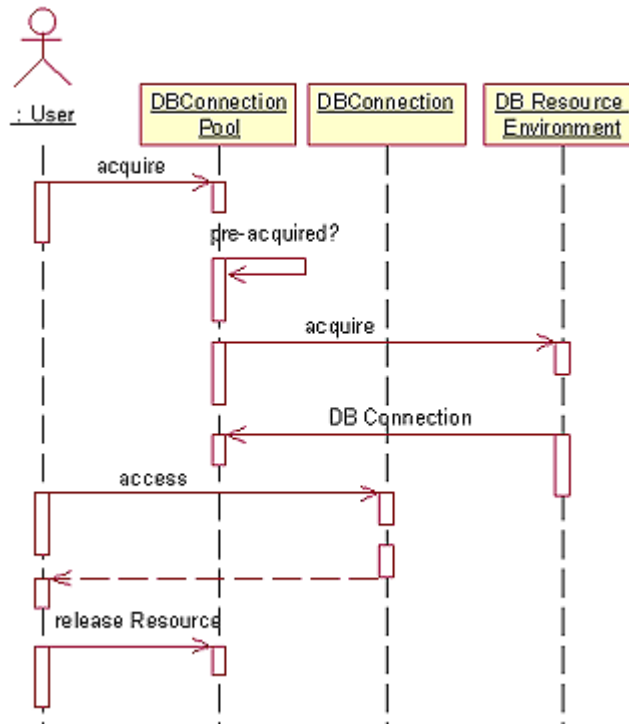 : User
DBConnection
Pool
DBConnection
DB Resource
Environment
acquire
pre-acquired?
acquire
DB Connection
access
release Resource